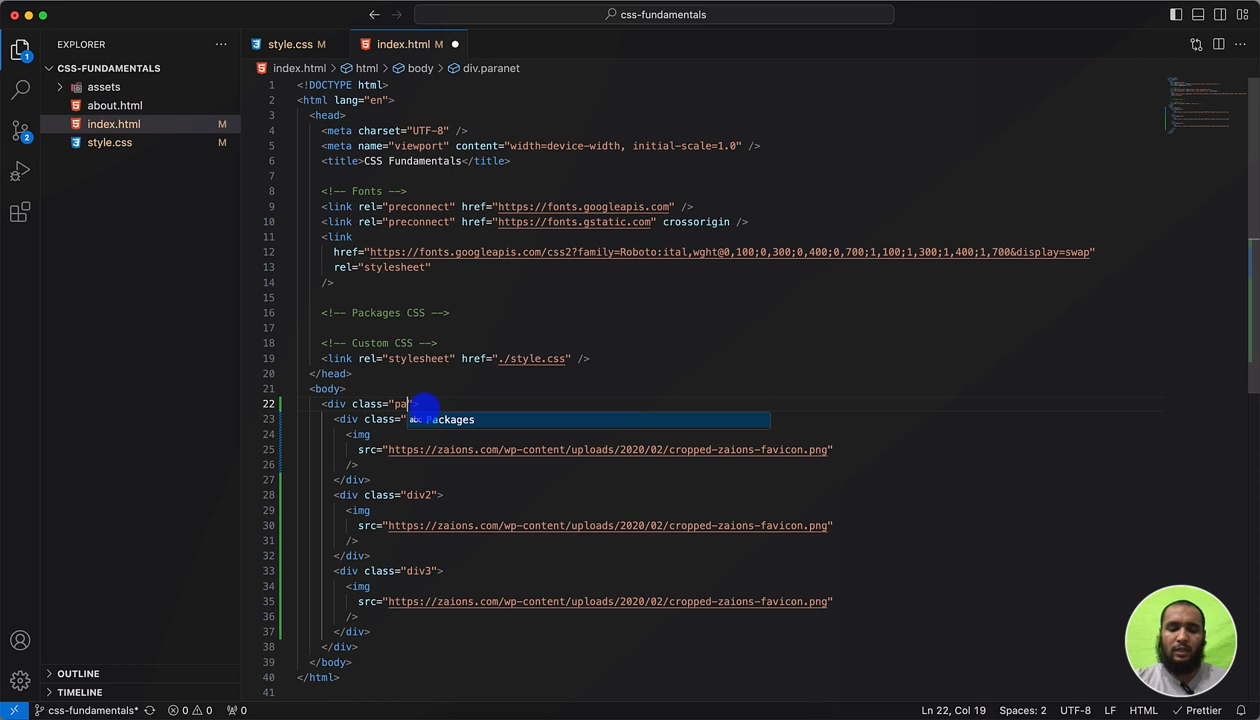 css-fundamentals
EXPLORER
style.css M
index.html M
CSS-FUNDAMENTALS
index.html > html > body > div.paranet
assets
about.html
index.html M
style.css M
1
2
1 <!DOCTYPE html>
2 <html lang="en">
3 <head>
4 <meta charset="UTF-8" />
5 <meta name="viewport" content="width=device-width, initial-scale=1.0" />
6 <title>CSS Fundamentals</title>
7
8 <!-- Fonts -->
9 <link rel="preconnect" href="https://fonts.googleapis.com" />
10 <link rel="preconnect" href="https://fonts.gstatic.com" crossorigin />
11 <link
12 href="https://fonts.googleapis.com/css2?family=Roboto:ital,wght@0,100;0,300;0,400;0,700;1,100;1,300;1,400;1,700&display=swap"
13 rel="stylesheet"
14 />
15
16 <!-- Packages CSS -->
17
18 <!-- Custom CSS -->
19 <link rel="stylesheet" href="./style.css" />
20 </head>
21 <body>
22 <div class="pa">
23 <div class="
abc Packages
24 <img
25 src="https://zaions.com/wp-content/uploads/2020/02/cropped-zaions-favicon.png"
26 />
27 </div>
28 <div class="div2">
29 <img
30 src="https://zaions.com/wp-content/uploads/2020/02/cropped-zaions-favicon.png"
31 />
32 </div>
33 <div class="div3">
34 <img
35 src="https://zaions.com/wp-content/uploads/2020/02/cropped-zaions-favicon.png"
36 />
37 </div>
38 </div>
39 </body>
40 </html>
41
OUTLINE
TIMELINE
css-fundamentals* 0 0 0 Ln 22, Col 19 Spaces: 2 UTF-8 LF HTML Prettier